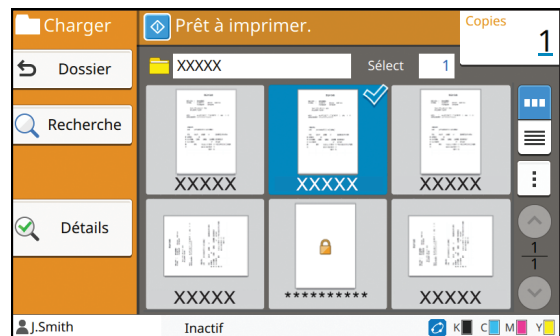 Charger
Prêt à imprimer.
Copies
1
Dossier
XXXXX
Sélect
1
Recherche
XXXXX
XXXXX
XXXXX
Détails
XXXXX
**********
XXXXX
1
1
J.Smith
Inactif
K C M Y